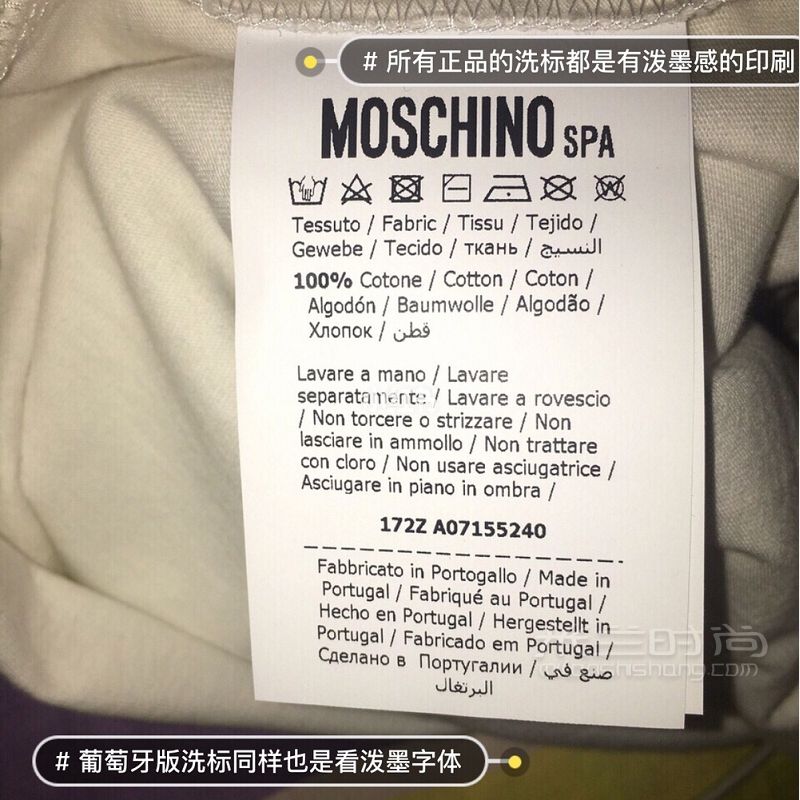 # 所有正品的洗标都是有泼墨感的印刷
MOSCHINO SPA
Tessuto / Fabric / Tissu / Tejido /
Gewebe / Tecido / ткань / النسيج
100% Cotone / Cotton / Coton /
Algodón / Baumwolle / Algodão /
Хлопок / قطن
Lavare a mano / Lavare
separatamente / Lavare a rovescio
/ Non torcere o strizzare / Non
lasciare in ammollo / Non trattare
con cloro / Non usare asciugatrice /
Asciugare in piano in ombra /
172Z A07155240
Fabbricato in Portogallo / Made in
Portugal / Fabriqué au Portugal /
Hecho en Portugal / Hergestellt in
Portugal / Fabricado em Portugal /
Сделано в Португалии / صنع في
البرتغال
# 葡萄牙版洗标同样也是看泼墨字体